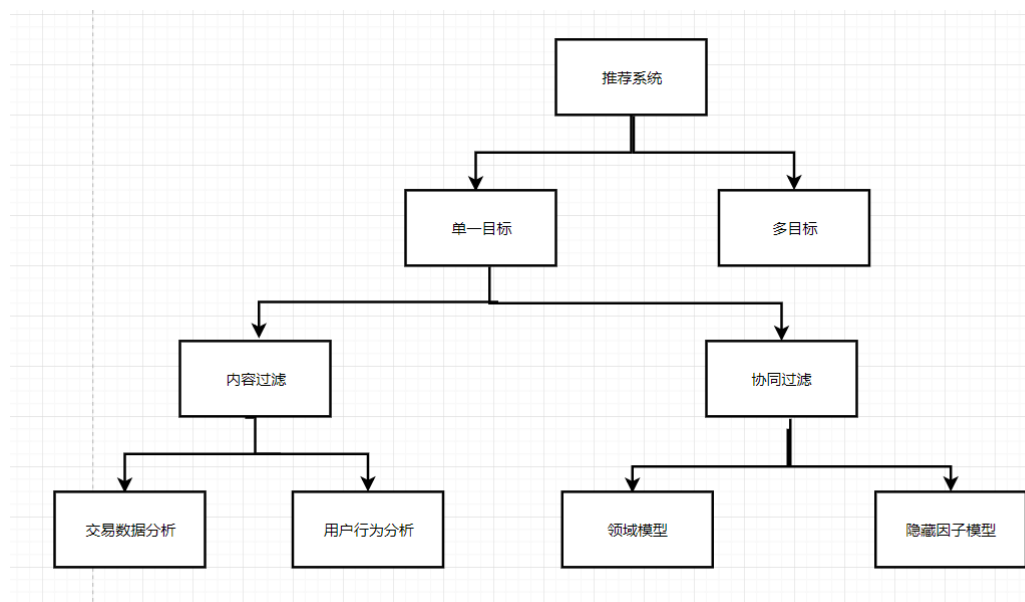 推荐系统
单一目标
多目标
内容过滤
协同过滤
交易数据分析
用户行为分析
领域模型
隐藏因子模型